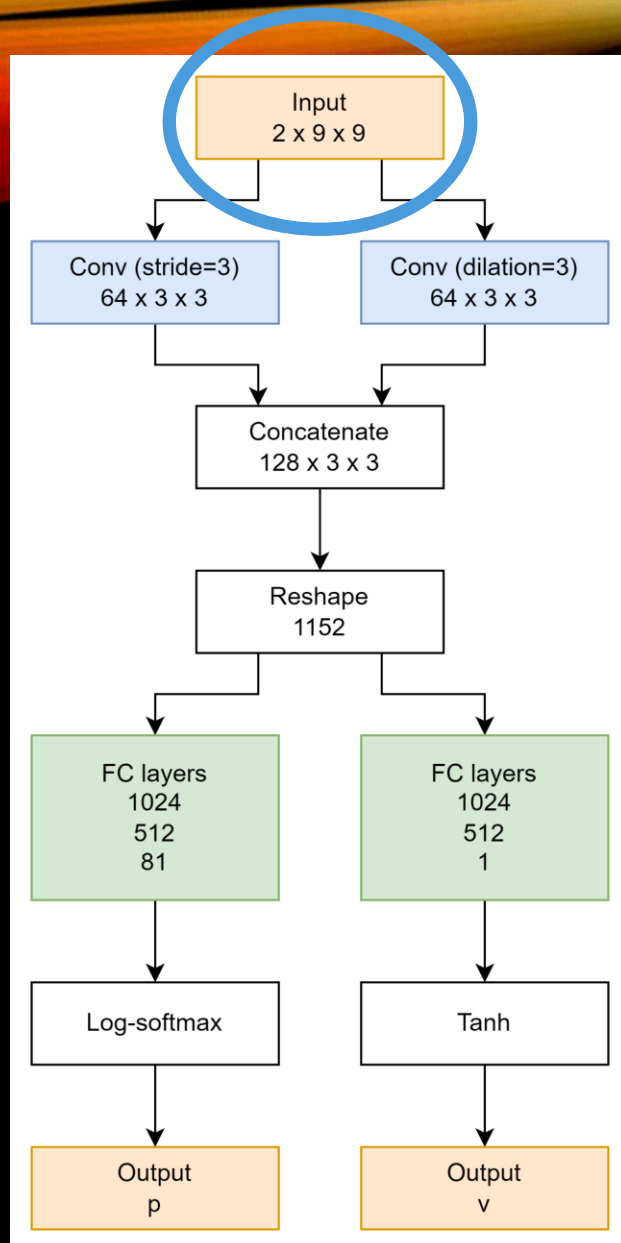 Input
2 x 9 x 9
Conv (stride=3)
64 x 3 x 3
Conv (dilation=3)
64 x 3 x 3
Concatenate
128 x 3 x 3
Reshape
1152
FC layers
1024
512
81
FC layers
1024
512
1
Log-softmax
Tanh
Output
p
Output
v